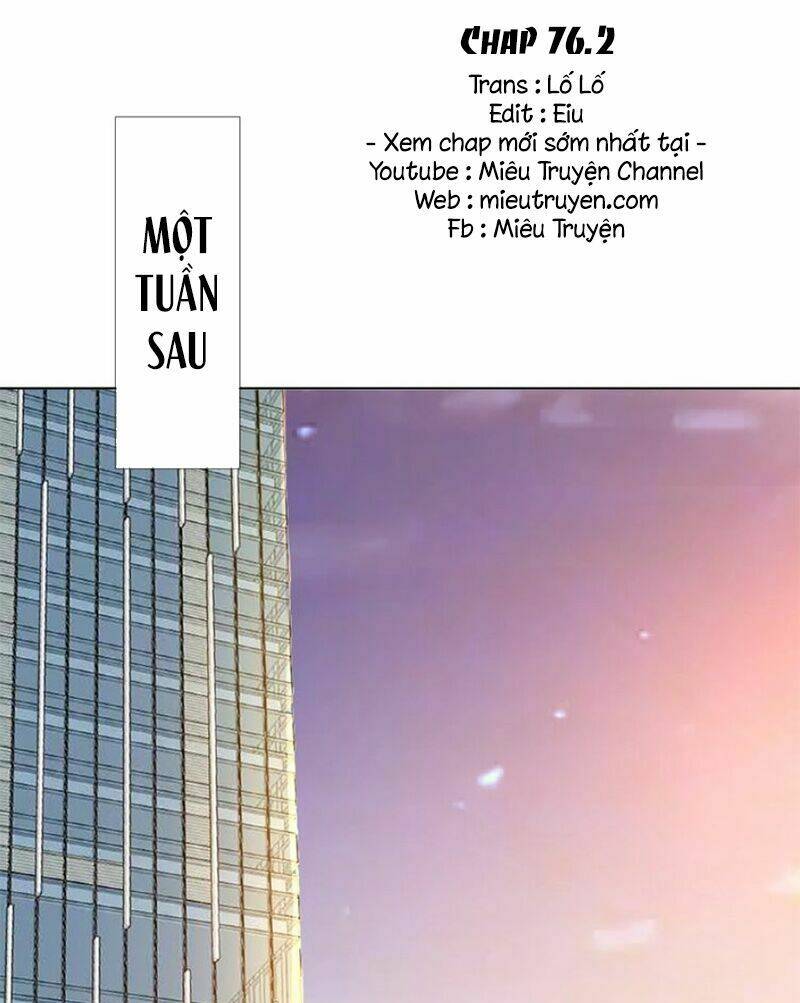 CHAP 76.2
Trans : Lố Lố
Edit : Eiu
- Xem chap mới sớm nhất tại -
Youtube : Miêu Truyện Channel
Web : mieutruyen.com
Fb : Miêu Truyện
MỘT
TUẦN
SAU